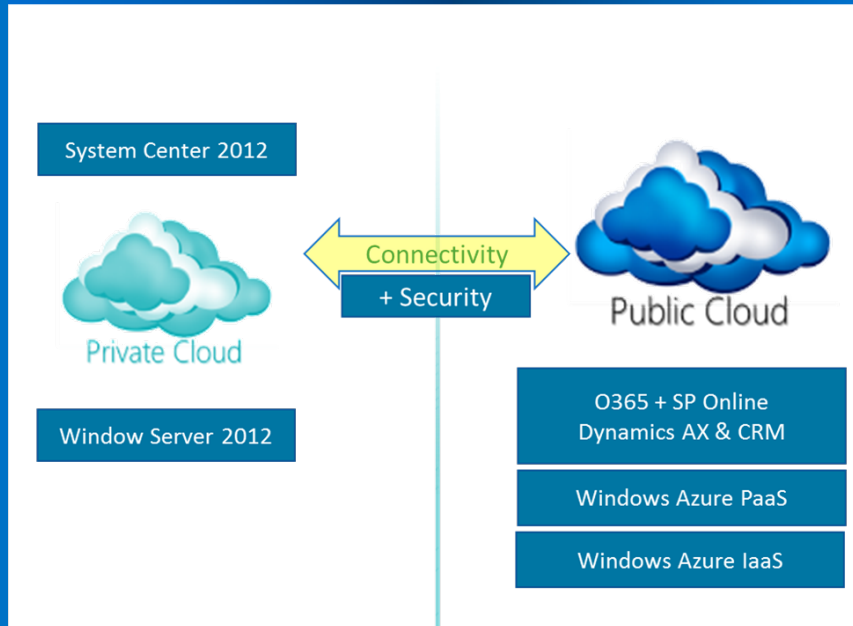 System Center 2012
Private Cloud
Window Server 2012
Connectivity
+ Security
Public Cloud
O365 + SP Online
Dynamics AX & CRM
Windows Azure PaaS
Windows Azure IaaS